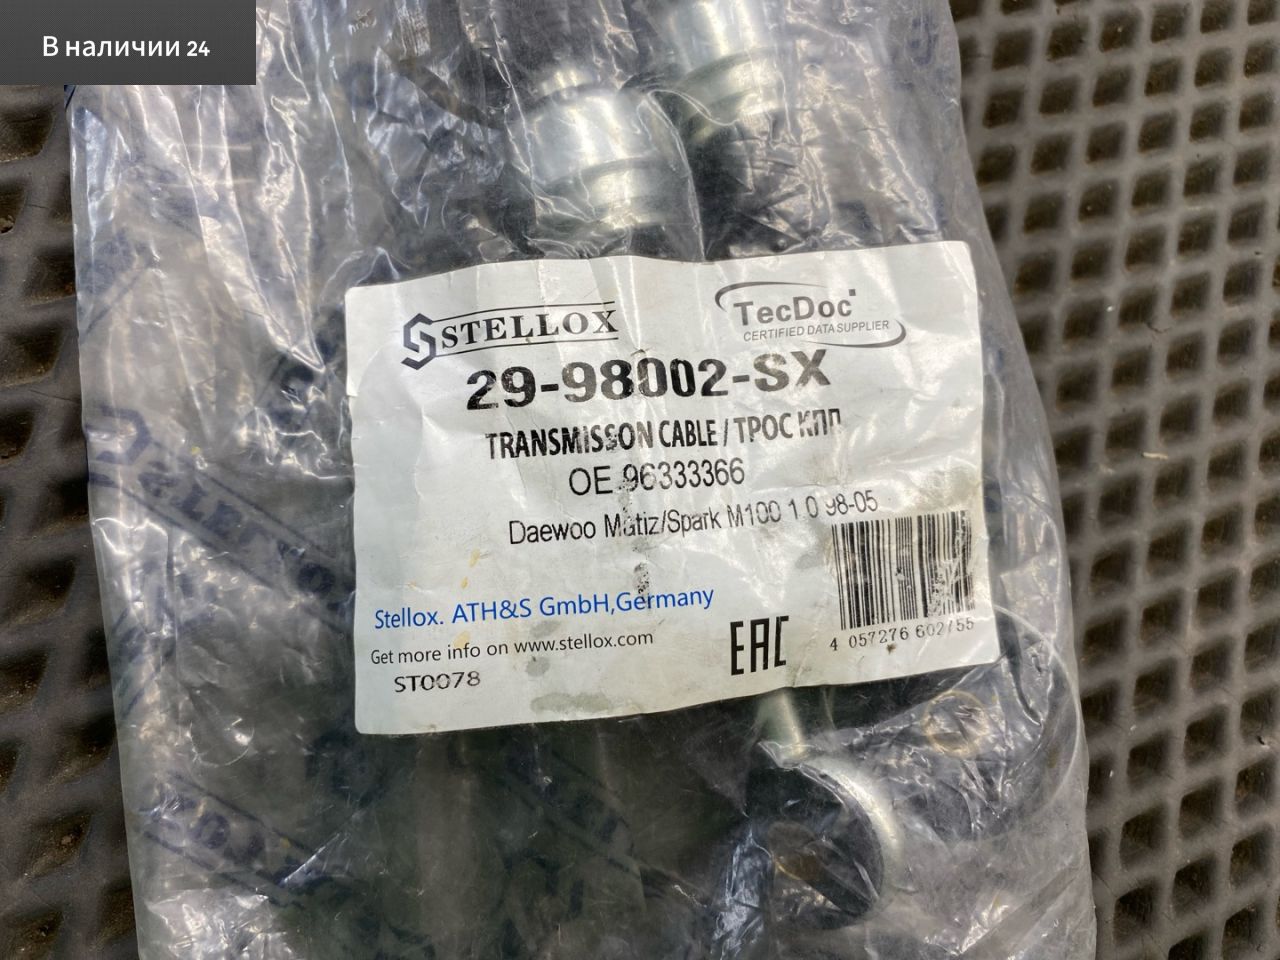 В наличии 24
STELLOX
TecDoc
CERTIFIED DATA SUPPLIER
29-98002-SX
TRANSMISSON CABLE / ТРОС КПП
OE 96333366
Daewoo Matiz/Spark M100 1.0 98-05
Stellox. ATH&S GmbH,Germany
Get more info on www.stellox.com
ST0078
EAC
4 057276 602755